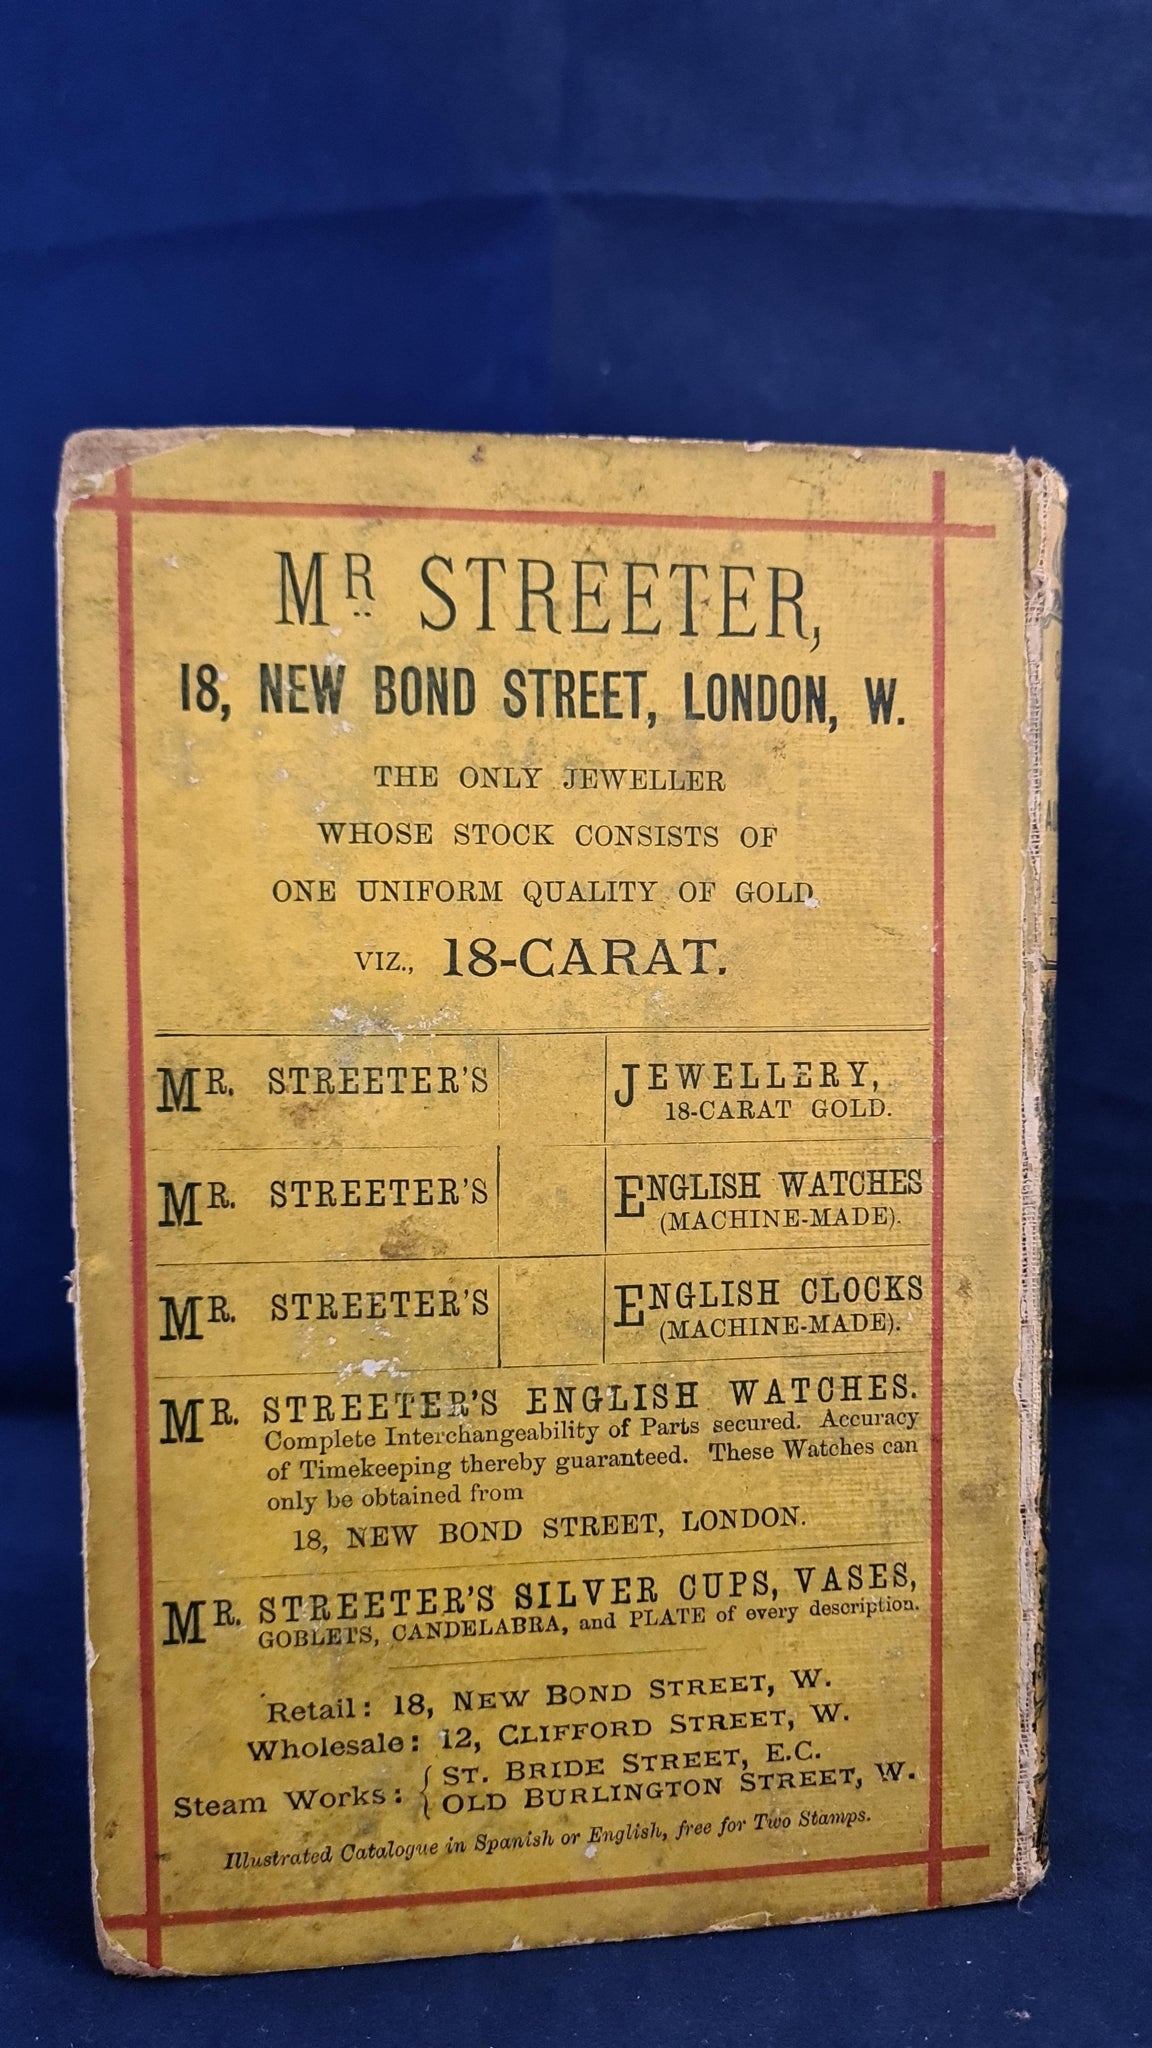 MR STREETER,
18, NEW BOND STREET, LONDON, W.
THE ONLY JEWELLER
WHOSE STOCK CONSISTS OF
ONE UNIFORM QUALITY OF GOLD
VIZ., 18-CARAT.
MR. STREETER'S JEWELLERY,
18-CARAT GOLD.
MR. STREETER'S ENGLISH WATCHES
(MACHINE-MADE).
MR. STREETER'S ENGLISH CLOCKS
(MACHINE-MADE).
MR. STREETER'S ENGLISH WATCHES.
Complete Interchangeability of Parts secured. Accuracy
of Timekeeping thereby guaranteed. These Watches can
only be obtained from
18, NEW BOND STREET, LONDON.
MR. STREETER'S SILVER CUPS, VASES,
GOBLETS, CANDELABRA, and PLATE of every description.
Retail: 18, NEW BOND STREET, W.
Wholesale: 12, CLIFFORD STREET, W.
Steam Works: { ST. BRIDE STREET, E.C.
OLD BURLINGTON STREET, W.
Illustrated Catalogue in Spanish or English, free for Two Stamps.